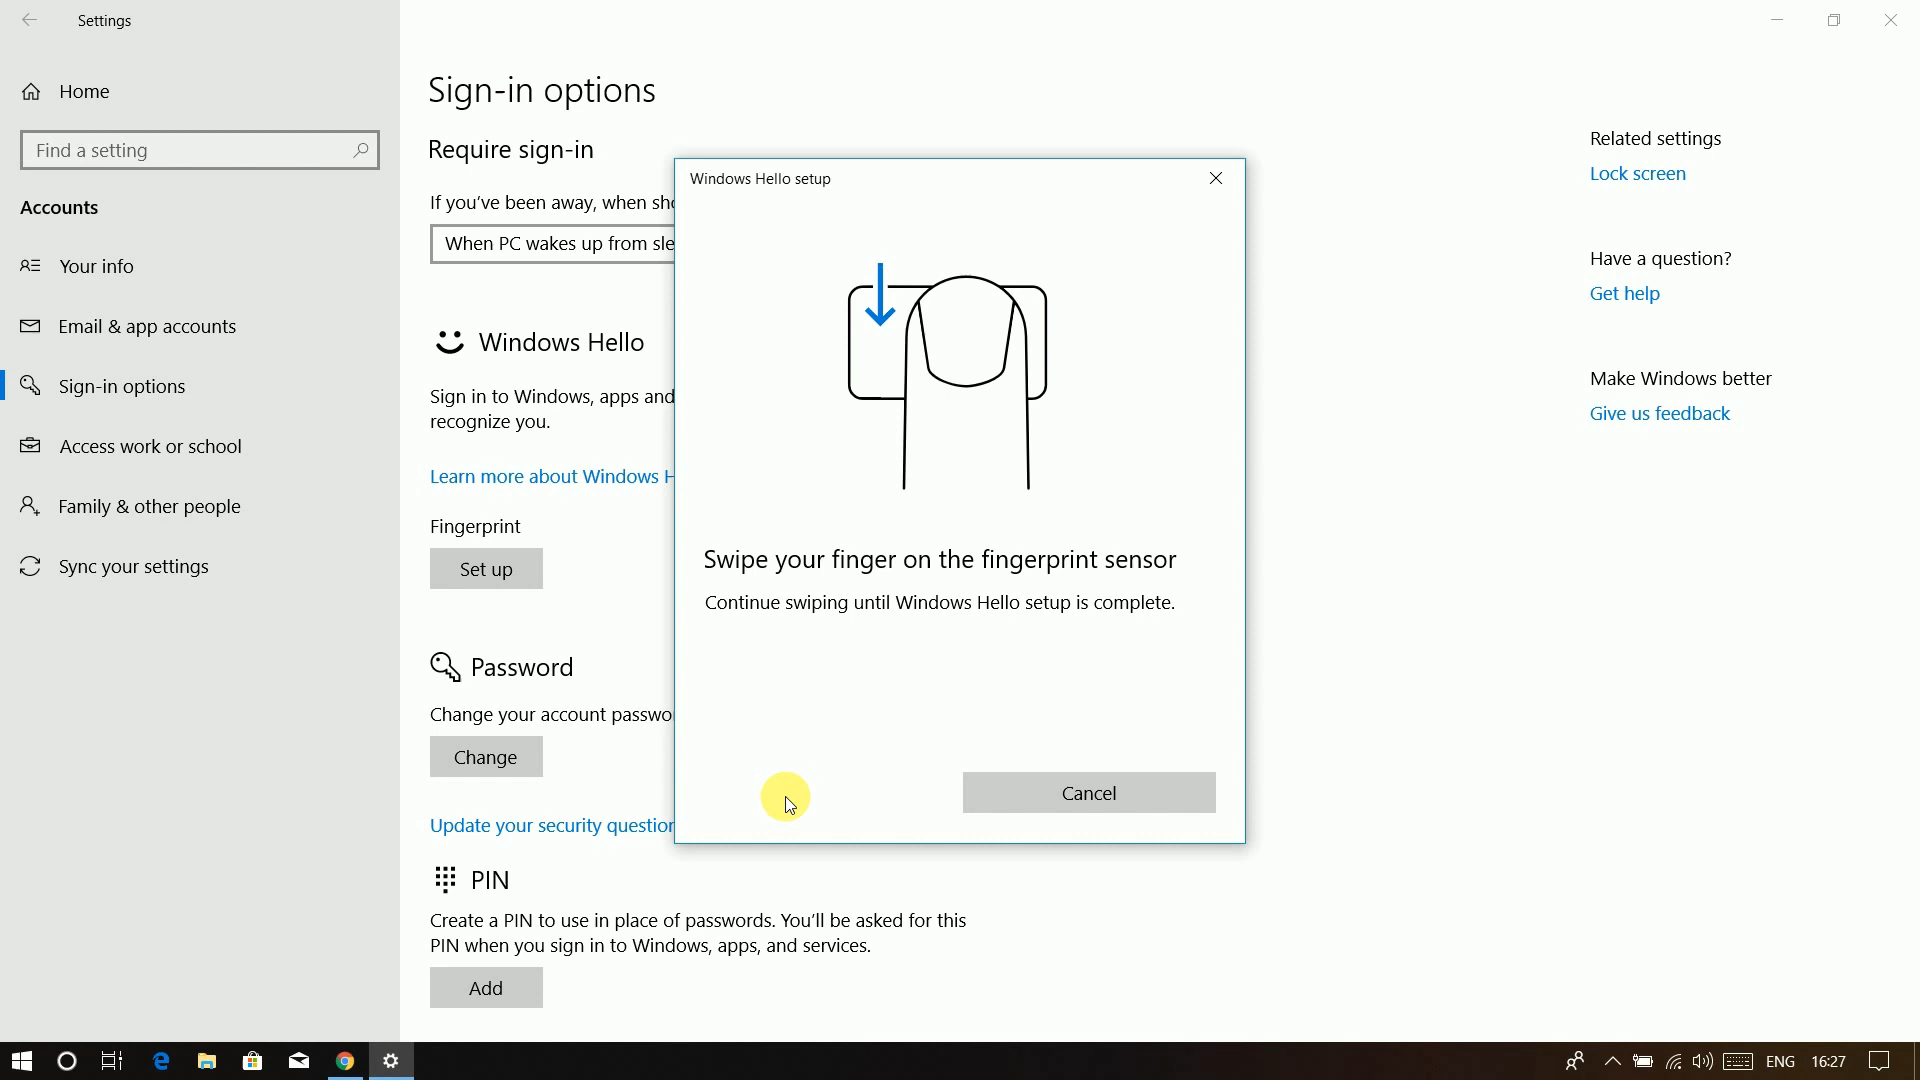 Settings
Home
Find a setting
Accounts
Your info
Email & app accounts
Sign-in options
Access work or school
Family & other people
Sync your settings
Sign-in options
Require sign-in
If you've been away, when sho
When PC wakes up from sle
Windows Hello
Sign in to Windows, apps and
recognize you.
Learn more about Windows H
Fingerprint
Set up
Password
Change your account passwo
Change
Update your security question
PIN
Create a PIN to use in place of passwords. You'll be asked for this
PIN when you sign in to Windows, apps, and services.
Add
Windows Hello setup
Swipe your finger on the fingerprint sensor
Continue swiping until Windows Hello setup is complete.
Cancel
Related settings
Lock screen
Have a question?
Get help
Make Windows better
Give us feedback
ENG 16:27